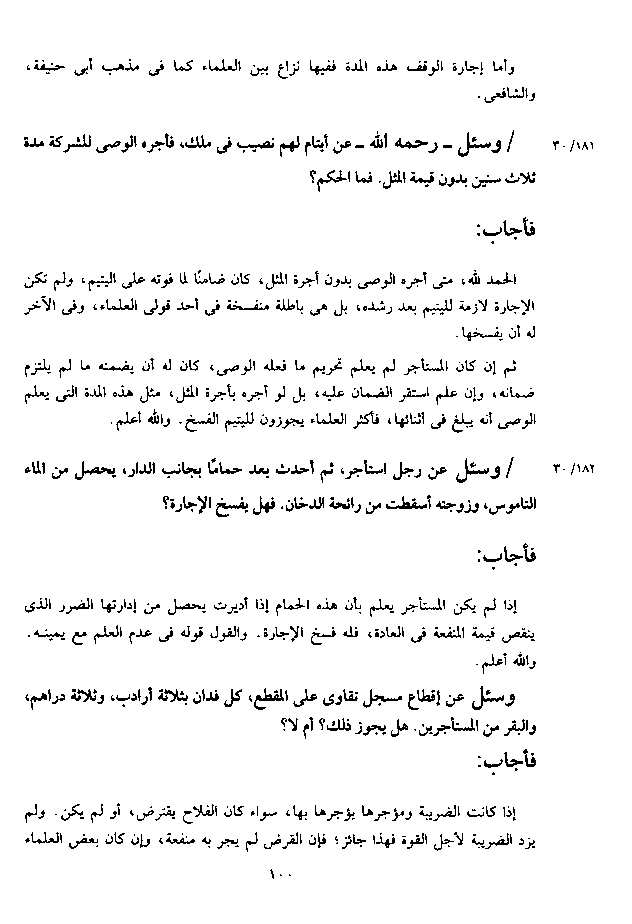 وأما إجارة الوقف هذه المدة ففيها نزاع بين العلماء كما فى مذهب أبى حنيفة،
والشافعى.
٣٠/١٨١ / وسئل ـ رحمه الله ـ عن أيتام لهم نصيب فى ملك، فأجره الوصى للشركة مدة
ثلاث سنين بدون قيمة المثل. فما الحكم؟
فأجاب:
الحمد لله، متى أجره الوصى بدون أجرة المثل، كان ضامنًا لما فوته على اليتيم، ولم تكن
الإجارة لازمة لليتيم بعد رشده، بل هى باطلة منفسخة فى أحد قولى العلماء، وفى الآخر
له أن يفسخها.
ثم إن كان المستأجر لم يعلم تحريم ما فعله الوصى، كان له أن يضمنه ما لم يلتزم
ضمانه، وإن علم استقر الضمان عليه، بل لو أجره بأجرة المثل، مثل هذه المدة التى يعلم
الوصى أنه يبلغ فى أثنائها، فأكثر العلماء يجوزون لليتيم الفسخ. والله أعلم.
٣٠/١٨٢ / وسئل عن رجل استأجر، ثم أحدث بعد حمامًا بجانب الدار، يحصل من الماء
الناموس، وزوجته أسقطت من رائحة الدخان. فهل يفسخ الإجارة؟
فأجاب:
إذا لم يكن المستأجر يعلم بأن هذه الحمام إذا أديرت يحصل من إدارتها الضرر الذى
ينقص قيمة المنفعة فى العادة، فله فسخ الإجارة. والقول قوله فى عدم العلم مع يمينه.
والله أعلم.
وسئل عن إقطاع مسجل تقاوى على المقطع، كل فدان بثلاثة أرادب، وثلاثة دراهم،
والبقر من المستأجرين. هل يجوز ذلك؟ أم لا؟
فأجاب:
إذا كانت الضريبة ومؤجرها يؤجرها بها، سواء كان الفلاح يقترض، أو لم يكن. ولم
يزد الضريبة لأجل القوة فهذا جائز؛ فإن القرض لم يجر به منفعة، وإن كان بعض العلماء
١٠٠